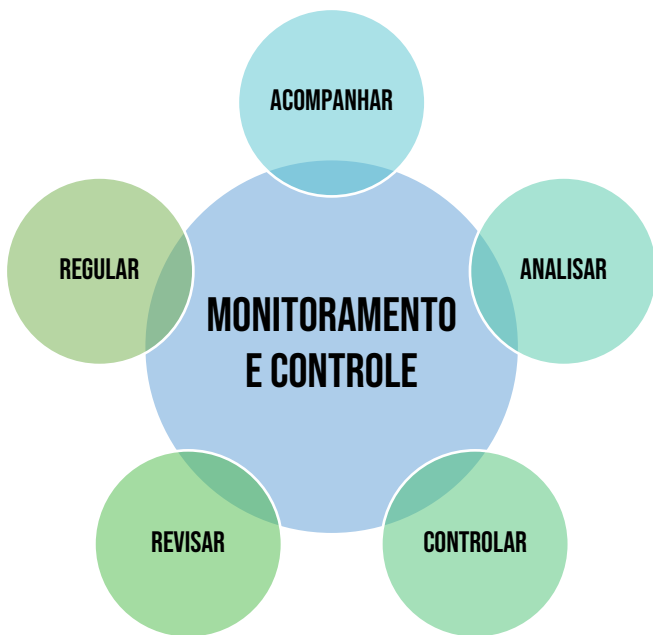 ACOMPANHAR
REGULAR
ANALISAR
MONITORAMENTO
E CONTROLE
REVISAR
CONTROLAR